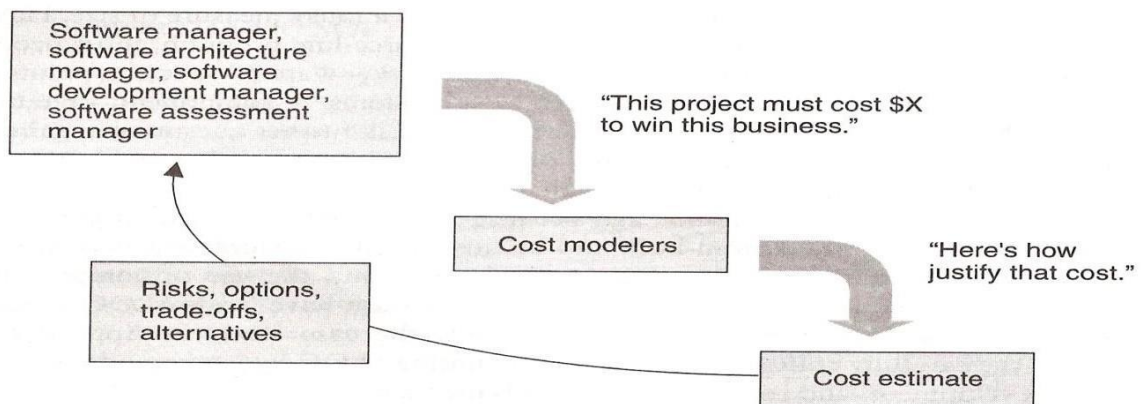 Software manager,
software architecture
manager, software
development manager,
software assessment
manager
“This project must cost $X
to win this business.”
Cost modelers
“Here's how
justify that cost.”
Risks, options,
trade-offs,
alternatives
Cost estimate